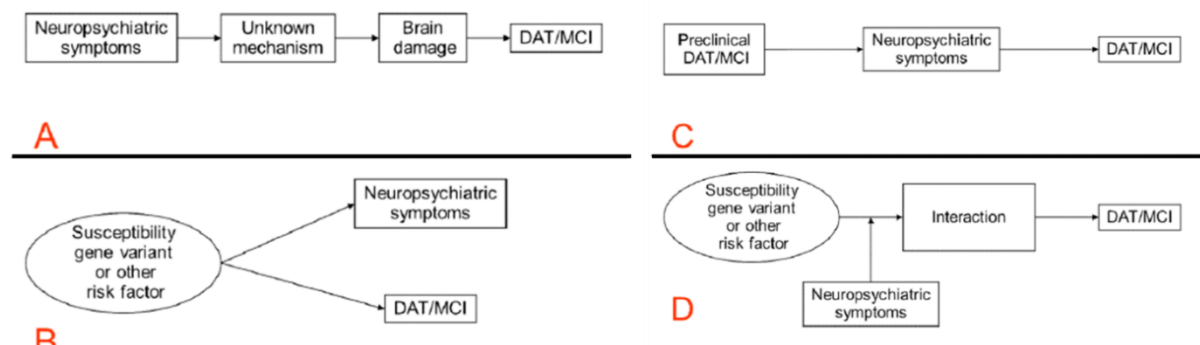 Neuropsychiatric
symptoms
Unknown
mechanism
Brain
damage
DAT/MCI
A
Preclinical
DAT/MCI
Neuropsychiatric
symptoms
DAT/MCI
C
Susceptibility
gene variant
or other
risk factor
Neuropsychiatric
symptoms
DAT/MCI
B
Susceptibility
gene variant
or other
risk factor
Interaction
DAT/MCI
Neuropsychiatric
symptoms
D